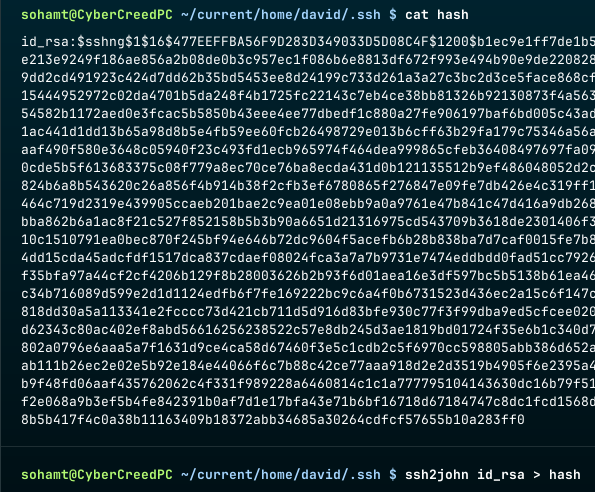 sohamt@CyberCreedPC ~/current/home/david/.ssh $ cat hash
id_rsa:$sshng$1$16$477EEFFBA56F9D283D349033D5D08C4F$1200$b1ec9e1ff7de1b5
e213e9249f186ae856a2b08de0b3c957ec1f086b6e8813df672f993e494b90e9de220828
9dd2cd491923c424d7dd62b35bd5453ee8d24199c733d261a3a27c3bc2d3ce5face868cf
15444952972c02da4701b5da248f4b1725fc22143c7eb4ce38bb81326b92130873f4a563
54582b1172aed0e3fcac5b5850b43eee4ee77dbedf1c880a27fe906197baf6bd005c43ad
1ac441d1dd13b65a98d8b5e4fb59ee60fcb26498729e013b6cff63b29fa179c75346a56a
aaf490f580e3648c05940f23c493fd1ecb965974f464dea999865cfeb36408497697fa09
0cde5b5f613683375c08f779a8ec70ce76ba8ecda431d0b121135512b9ef486048052d2c
824b6a8b543620c26a856f4b914b38f2cfb3ef6780865f276847e09fe7db426e4c319ff1
464c719d2319e439905ccaeb201bae2c9ea01e08ebb9a0a9761e47b841c47d416a9db268
bba862b6a1ac8f21c527f852158b5b3b90a6651d21316975cd543709b3618de2301406f3
10c1510791ea0bec870f245bf94e646b72dc9604f5acefb6b28b838ba7d7caf0015fe7b8
4dd15cda45adcfdf1517dca837cdaef08024fca3a7a7b9731e7474eddbdd0fad51cc7926
f35bfa97a44cf2cf4206b129f8b28003626b2b93f6d01aea16e3df597bc5b5138b61ea46
c34b716089d599e2d1d1124edfb6f7fe169222bc9c6a4f0b6731523d436ec2a15c6f147c
818dd30a5a113341e2fcccc73d421cb711d5d916d83bfe930c77f3f99dba9ed5cfcee020
d62343c80ac402ef8abd56616256238522c57e8db245d3ae1819bd01724f35e6b1c340d7
802a0796e6aaa5a7f1631d9ce4ca58d67460f3e5c1cdb2c5f6970cc598805abb386d652a
ab111b26ec2e02e5b92e184e44066f6c7b88c42ce77aaa918d2e2d3519b4905f6e2395a4
b9f48fd06aaf435762062c4f331f989228a6460814c1c1a777795104143630dc16b79f51
f2e068a9b3ef5b4fe842391b0af7d1e17bfa43e71b6bf16718d67184747c8dc1fcd1568d
8b5b417f4c0a38b11163409b18372abb34685a30264cdfcf57655b10a283ff0
sohamt@CyberCreedPC ~/current/home/david/.ssh $ ssh2john id_rsa > hash